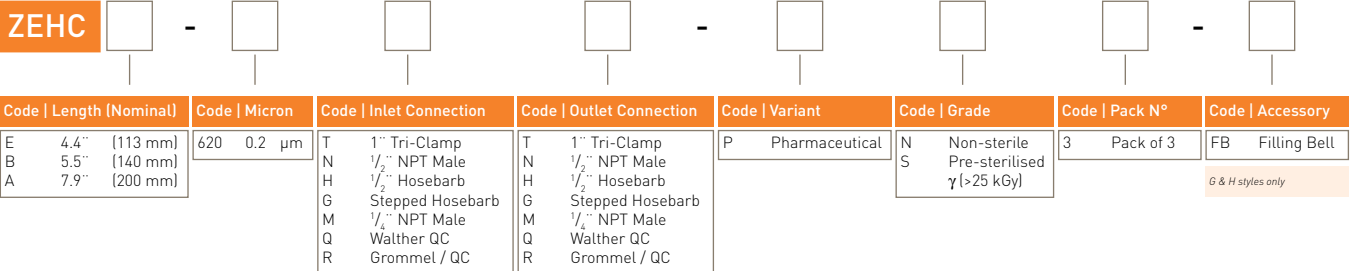 ZEHC - - -
Code | Length (Nominal)
E 4.4¨ (113 mm)
B 5.5¨ (140 mm)
A 7.9¨ (200 mm)
Code | Micron
620 0.2 µm
Code | Inlet Connection
T 1¨ Tri-Clamp
N 1/2¨ NPT Male
H 1/2¨ Hosebarb
G Stepped Hosebarb
M 1/4¨ NPT Male
Q Walther QC
R Grommel / QC
Code | Outlet Connection
T 1¨ Tri-Clamp
N 1/2¨ NPT Male
H 1/2¨ Hosebarb
G Stepped Hosebarb
M 1/4¨ NPT Male
Q Walther QC
R Grommel / QC
Code | Variant
P Pharmaceutical
Code | Grade
N Non-sterile
S Pre-sterilised
γ (>25 kGy)
Code | Pack N°
3 Pack of 3
Code | Accessory
FB Filling Bell
G & H styles only